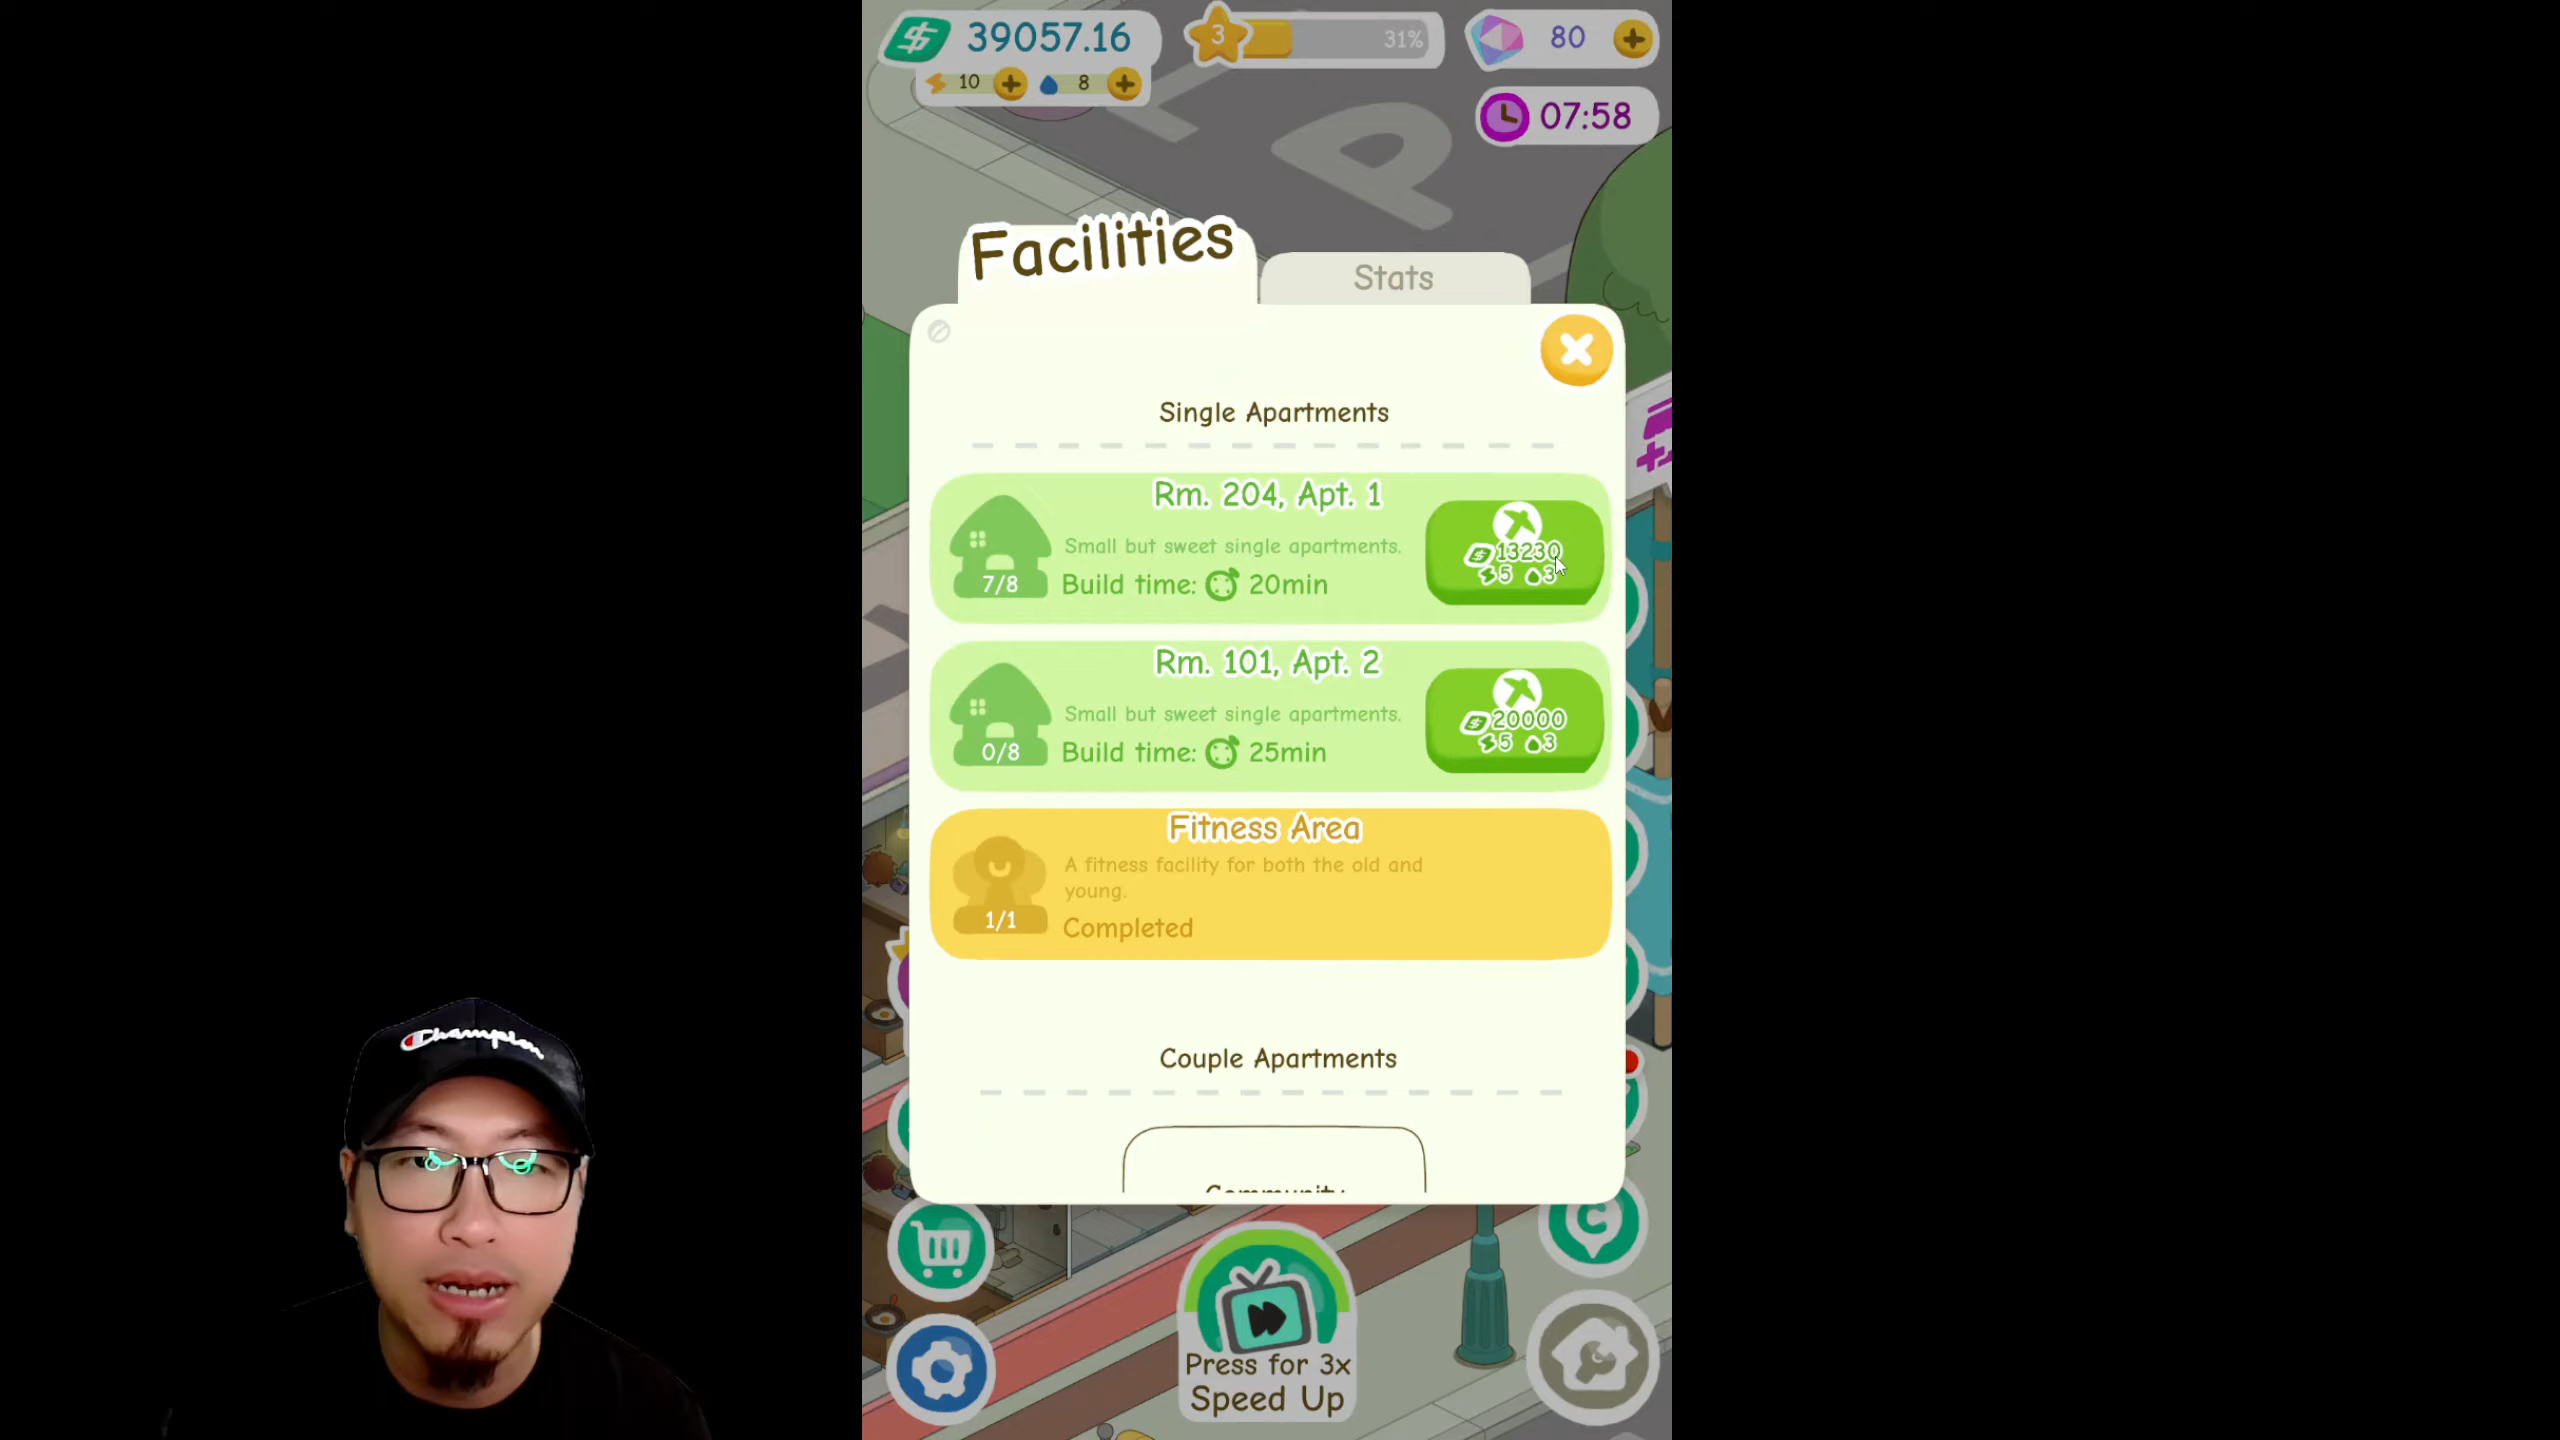 39057.16
3
31%
80
10
8
07:58
Facilities
Stats
Single Apartments
Rm. 204, Apt. 1
Small but sweet single apartments.
7/8
Build time: 20min
13230
5 3
Rm. 101, Apt. 2
Small but sweet single apartments.
0/8
Build time: 25min
20000
5 3
Fitness Area
A fitness facility for both the old and
young.
1/1
Completed
Couple Apartments
Community
Champion
Press for 3x
Speed Up